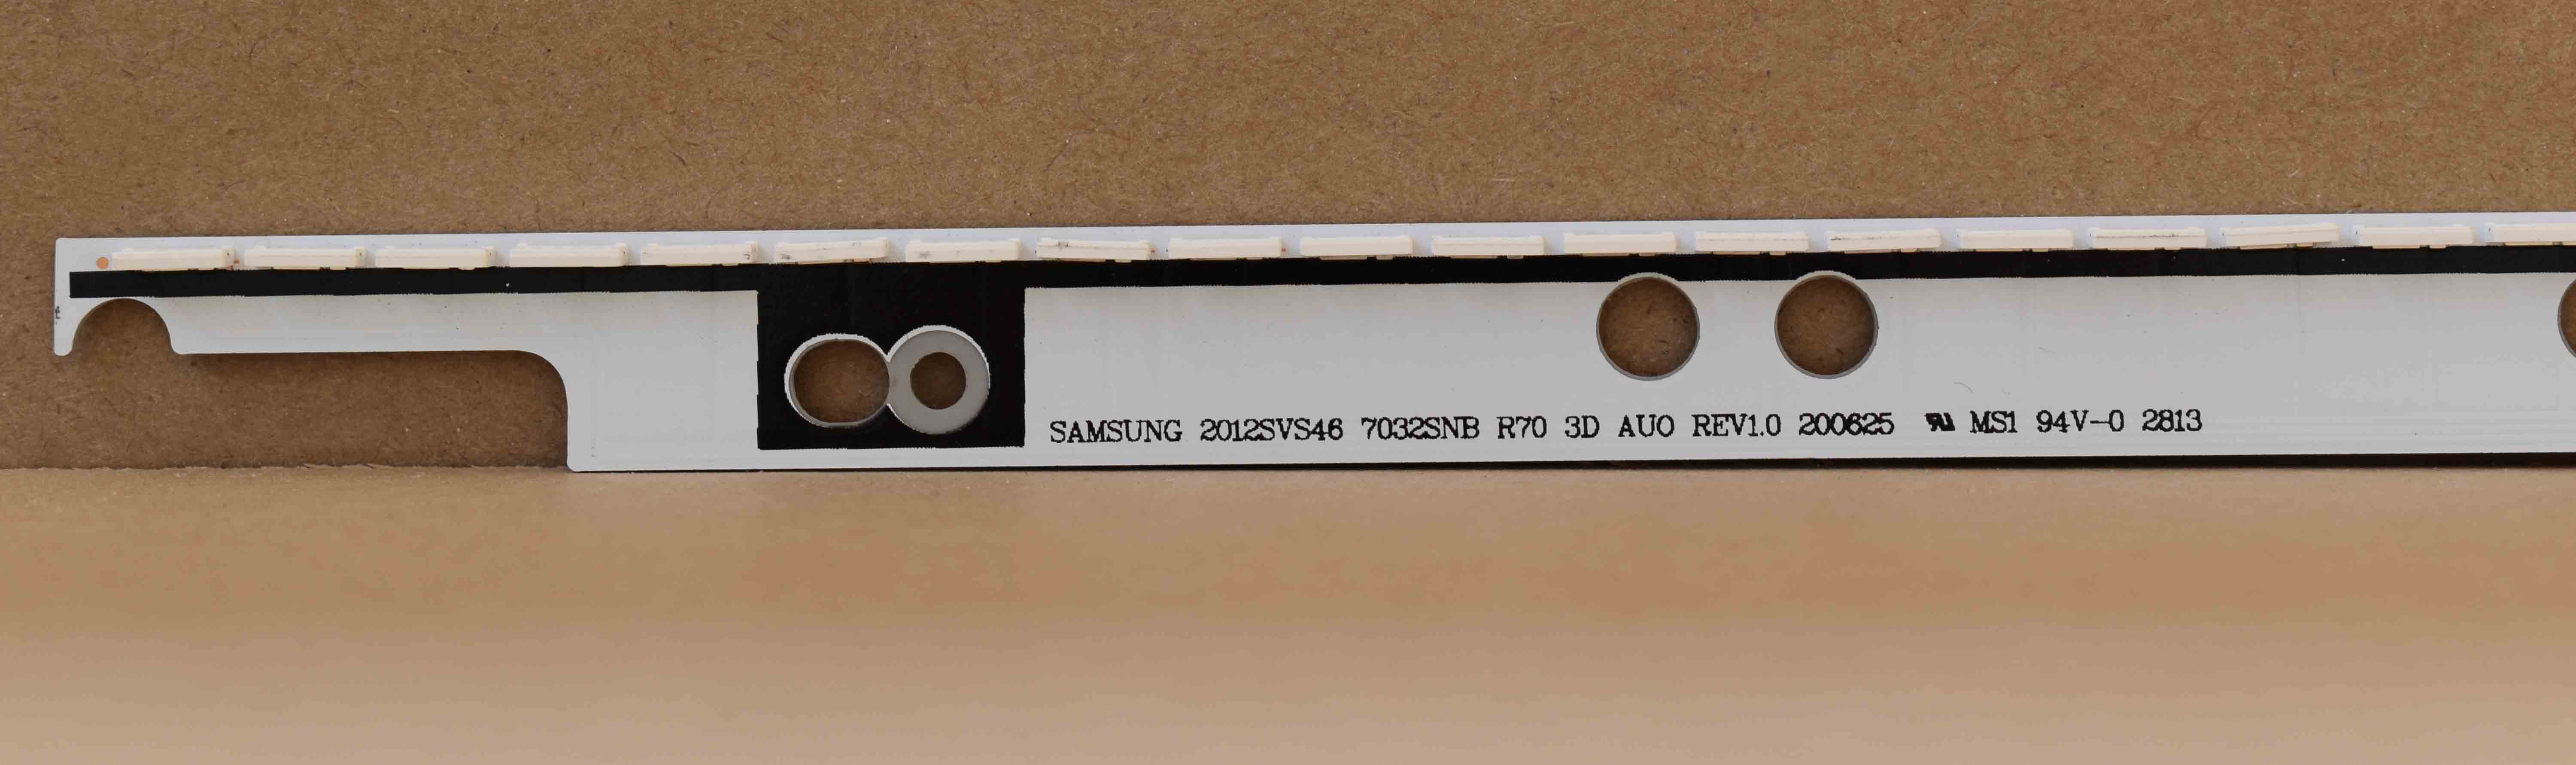 SAMSUNG 2012SVS46 7032SNB R70 3D AUO REV1.0 200625 MS1 94V-0 2813